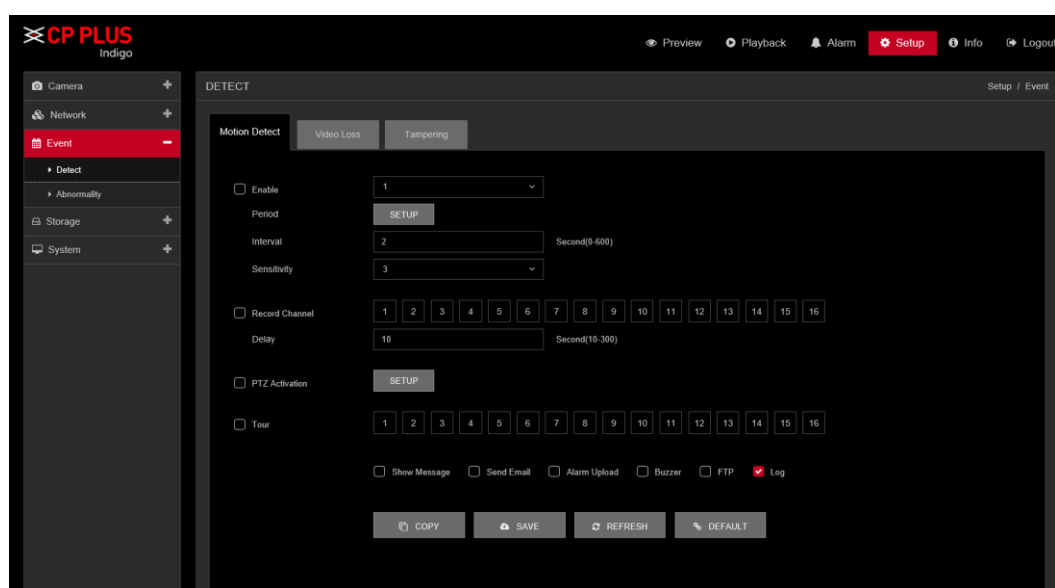 CP PLUS
Indigo
Preview Playback Alarm Setup Info Logout
Camera +
Network +
Event −
Detect
Abnormality
Storage +
System +
DETECT Setup / Event
Motion Detect Video Loss Tampering
Enable 1
Period SETUP
Interval 2 Second(0-600)
Sensitivity 3
Record Channel 1 2 3 4 5 6 7 8 9 10 11 12 13 14 15 16
Delay 10 Second(10-300)
PTZ Activation SETUP
Tour 1 2 3 4 5 6 7 8 9 10 11 12 13 14 15 16
Show Message Send Email Alarm Upload Buzzer FTP Log
COPY SAVE REFRESH DEFAULT